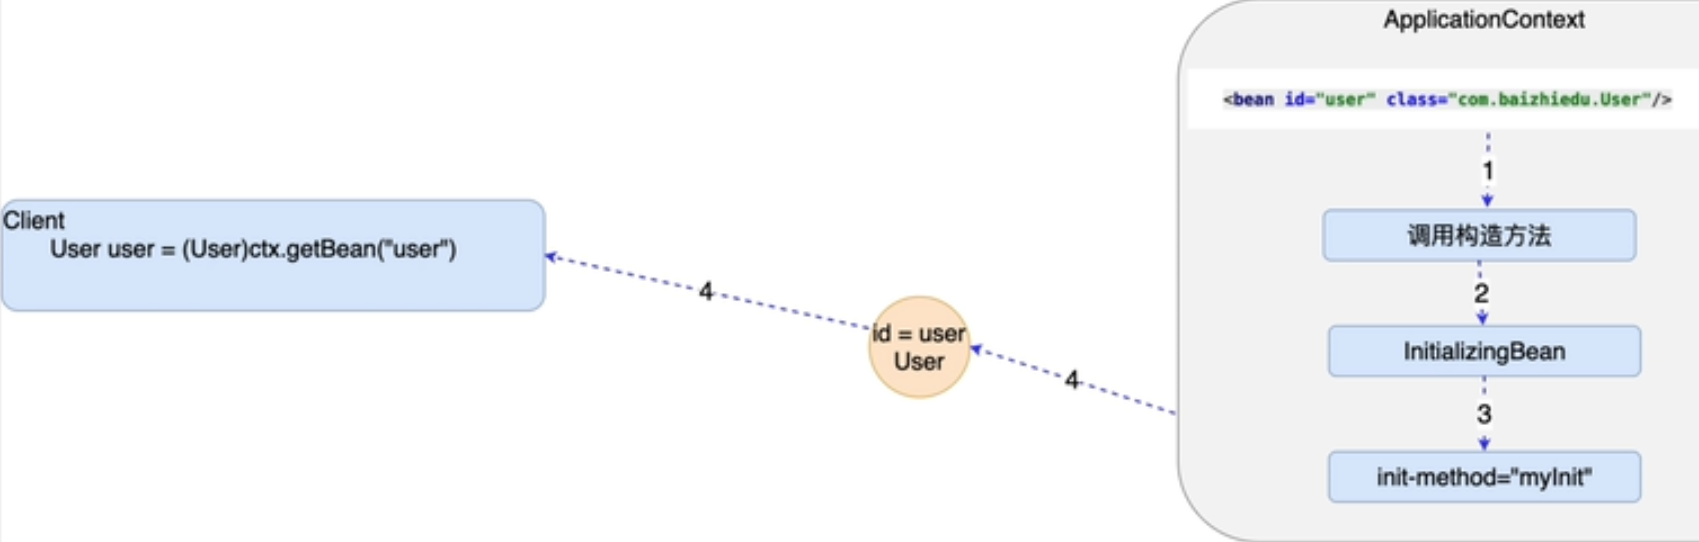 ApplicationContext
<bean id="user" class="com.baizhiedu.User"/>
1
调用构造方法
2
InitializingBean
3
init-method="myInit"
4
id = user
User
4
Client
User user = (User)ctx.getBean("user")